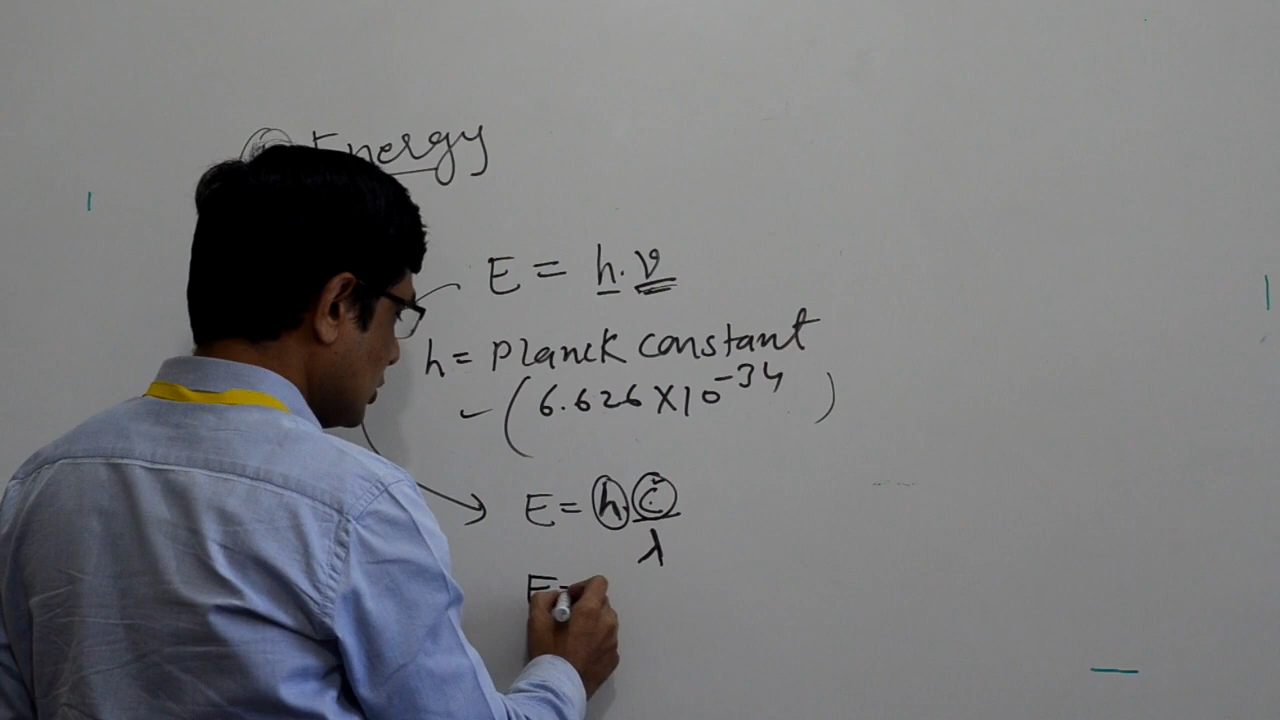 Energy
E = h.ν
h = Planck constant
(6.626 X 10⁻³⁴ )
E = h.c/λ
E =